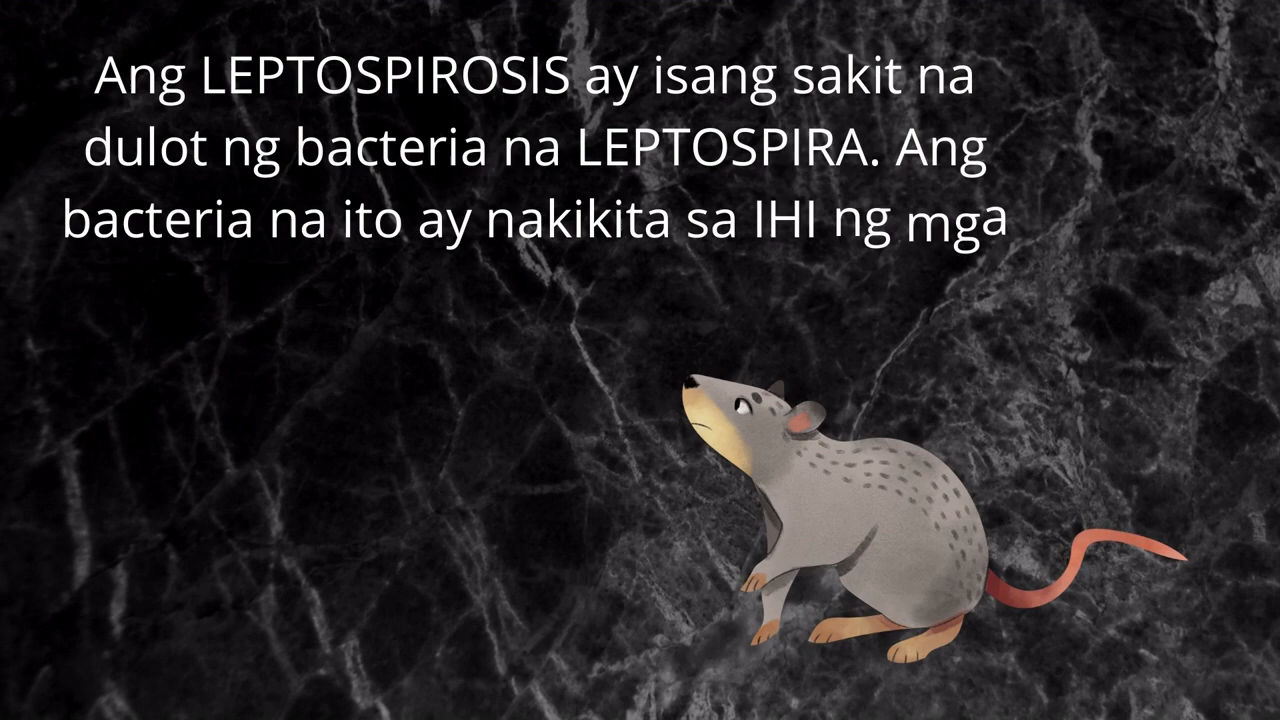 Ang LEPTOSPIROSIS ay isang sakit na
dulot ng bacteria na LEPTOSPIRA. Ang
bacteria na ito ay nakikita sa IHI ng mga